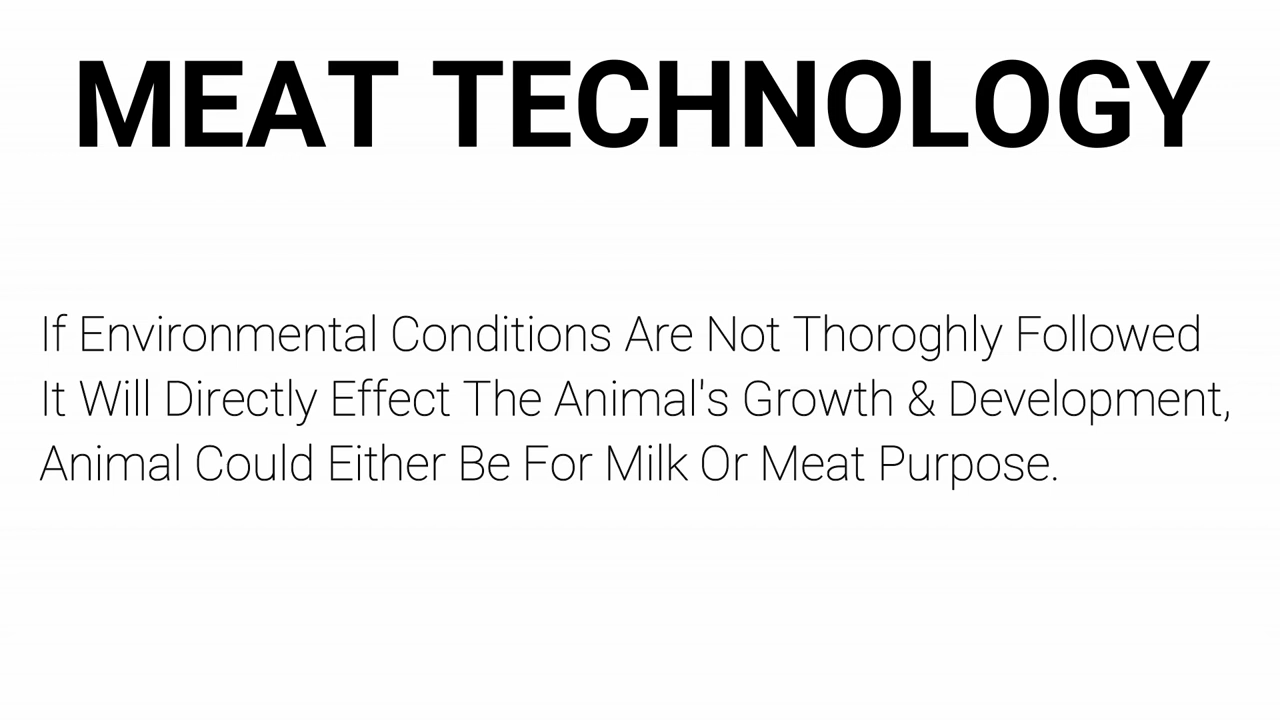 MEAT TECHNOLOGY
If Environmental Conditions Are Not Thoroghly Followed
It Will Directly Effect The Animal's Growth & Development,
Animal Could Either Be For Milk Or Meat Purpose.